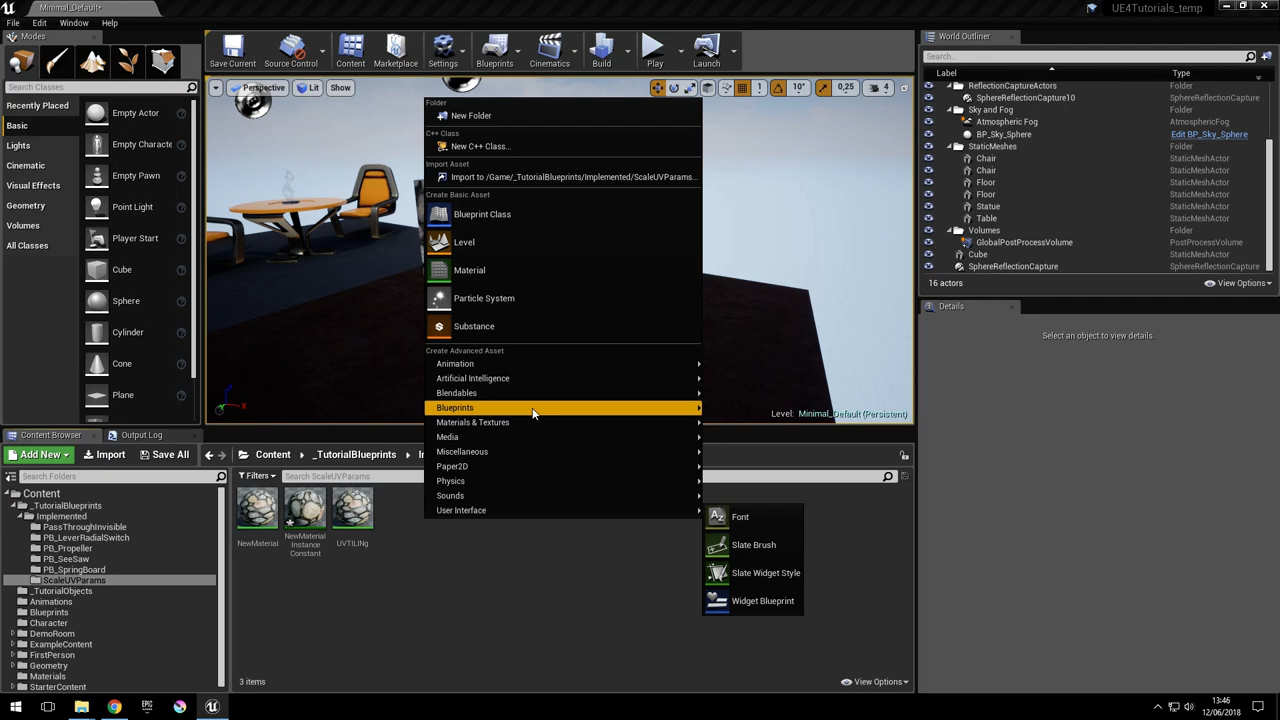 Minimal_Default*
UE4Tutorials_temp
File Edit Window Help
Modes
Search Classes
Recently Placed
Basic
Lights
Cinematic
Visual Effects
Geometry
Volumes
All Classes
Empty Actor
Empty Characte
Empty Pawn
Point Light
Player Start
Cube
Sphere
Cylinder
Cone
Plane
Save Current
Source Control
Content
Marketplace
Settings
Blueprints
Cinematics
Build
Play
Launch
Perspective
Lit
Show
1
10°
0,25
4
Level: Minimal_Default (Persistent)
Folder
New Folder
C++ Class
New C++ Class...
Import Asset
Import to /Game/_TutorialBlueprints/Implemented/ScaleUVParams...
Create Basic Asset
Blueprint Class
Level
Material
Particle System
Substance
Create Advanced Asset
Animation
Artificial Intelligence
Blendables
Blueprints
Materials & Textures
Media
Miscellaneous
Paper2D
Physics
Sounds
User Interface
Font
Slate Brush
Slate Widget Style
Widget Blueprint
World Outliner
Search...
Label Type
ReflectionCaptureActors Folder
SphereReflectionCapture10 SphereReflectionCapture
Sky and Fog Folder
Atmospheric Fog AtmosphericFog
BP_Sky_Sphere Edit BP_Sky_Sphere
StaticMeshes Folder
Chair StaticMeshActor
Chair StaticMeshActor
Floor StaticMeshActor
Floor StaticMeshActor
Statue StaticMeshActor
Table StaticMeshActor
Volumes Folder
GlobalPostProcessVolume PostProcessVolume
Cube StaticMeshActor
SphereReflectionCapture SphereReflectionCapture
16 actors
View Options
Details
Select an object to view details.
Content Browser
Output Log
Add New
Import
Save All
Content
_TutorialBlueprints
Search Folders
Filters
Search ScaleUVParams
Content
_TutorialBlueprints
Implemented
PassThroughInvisible
PB_LeverRadialSwitch
PB_Propeller
PB_SeeSaw
PB_SpringBoard
ScaleUVParams
_TutorialObjects
Animations
Blueprints
Character
DemoRoom
ExampleContent
FirstPerson
Geometry
Materials
StarterContent
NewMaterial
NewMaterial
Instance
Constant
UVTILINg
3 items
View Options
EPIC
13:46
12/06/2018